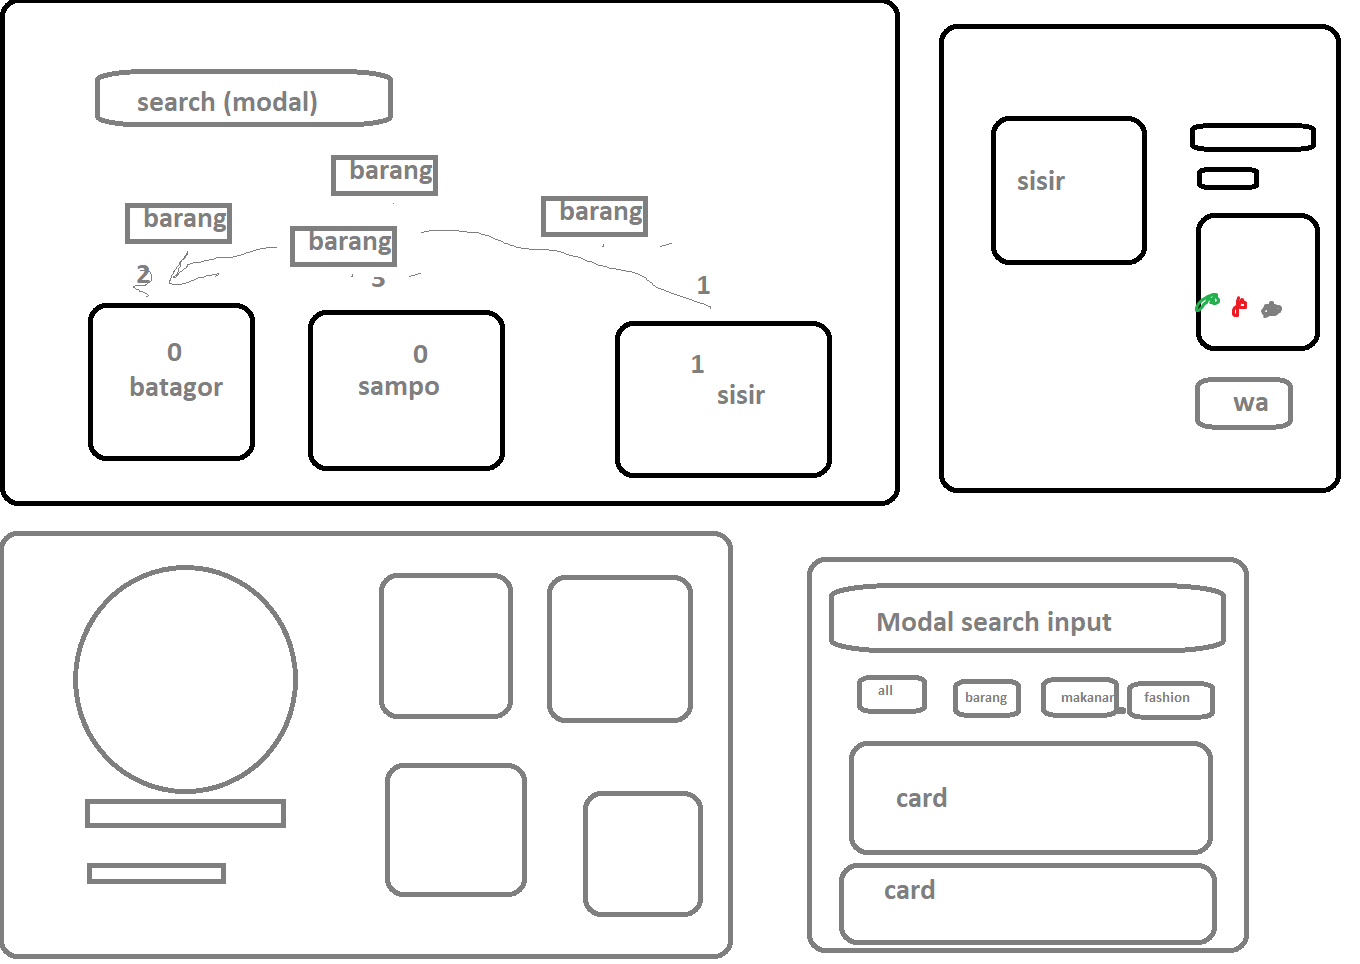 search (modal)
barang
barang
barang
barang
2
3
1
0
batagor
0
sampo
1
sisir
sisir
wa
Modal search input
all
barang
makanan
fashion
card
card